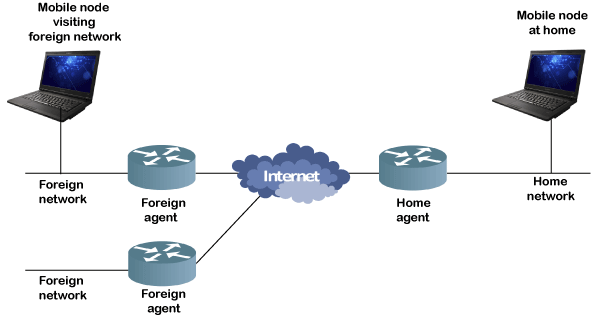 Mobile node
visiting
foreign network
Mobile node
at home
Internet
Foreign
network
Foreign
agent
Home
agent
Home
network
Foreign
network
Foreign
agent